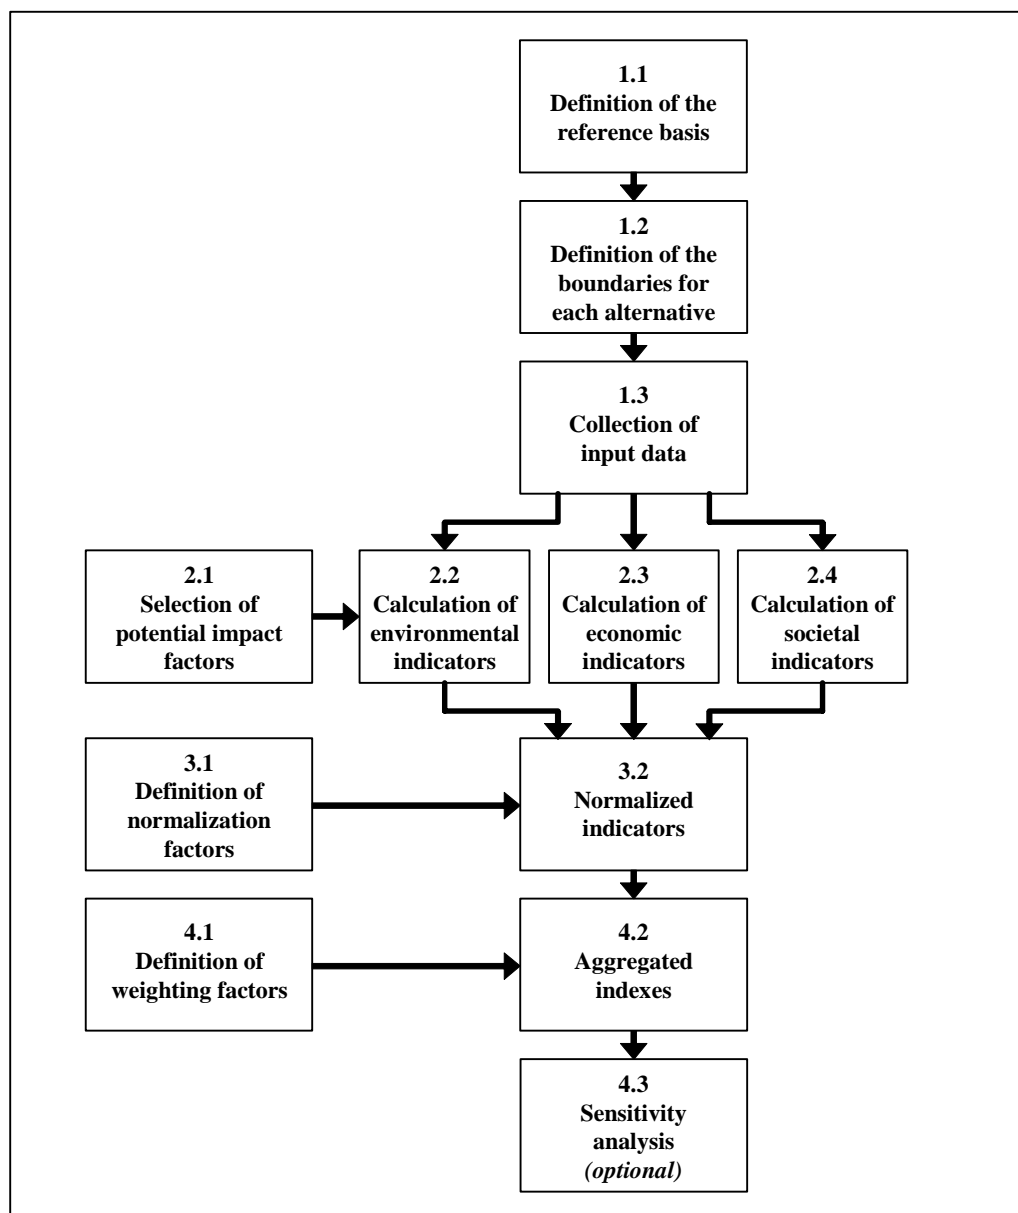 1.1
Definition of the
reference basis
1.2
Definition of the
boundaries for
each alternative
1.3
Collection of
input data
2.1
Selection of
potential impact
factors
2.2
Calculation of
environmental
indicators
2.3
Calculation of
economic
indicators
2.4
Calculation of
societal
indicators
3.1
Definition of
normalization
factors
3.2
Normalized
indicators
4.1
Definition of
weighting factors
4.2
Aggregated
indexes
4.3
Sensitivity
analysis
(optional)